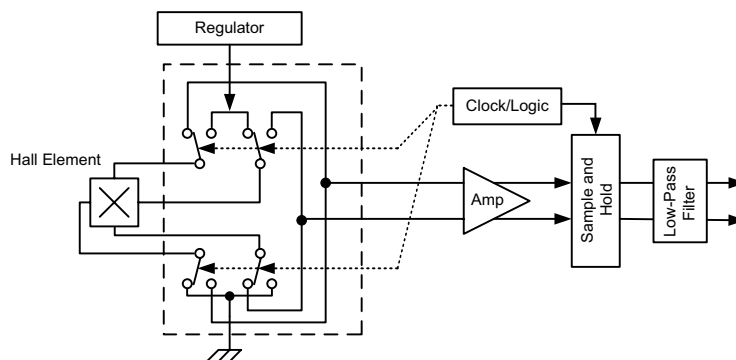 Regulator
Clock/Logic
Hall Element
Amp
Sample and
Hold
Low-Pass
Filter